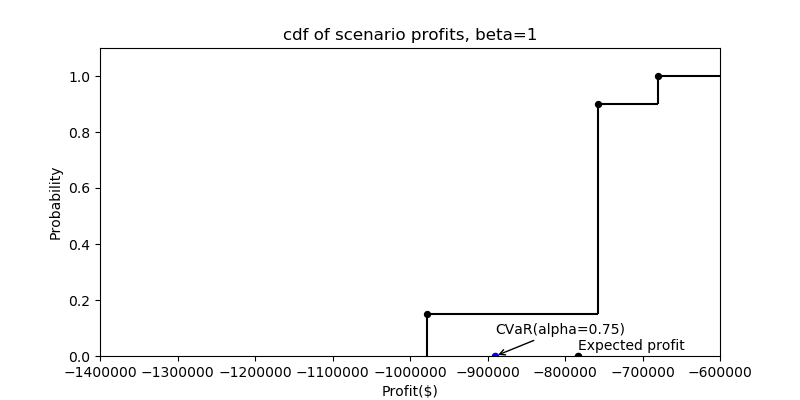 cdf of scenario profits, beta=1
Probability
1.0
0.8
0.6
0.4
0.2
0.0
CVaR(alpha=0.75)
Expected profit
−1400000 −1300000 −1200000 −1100000 −1000000 −900000 −800000 −700000 −600000
Profit($)